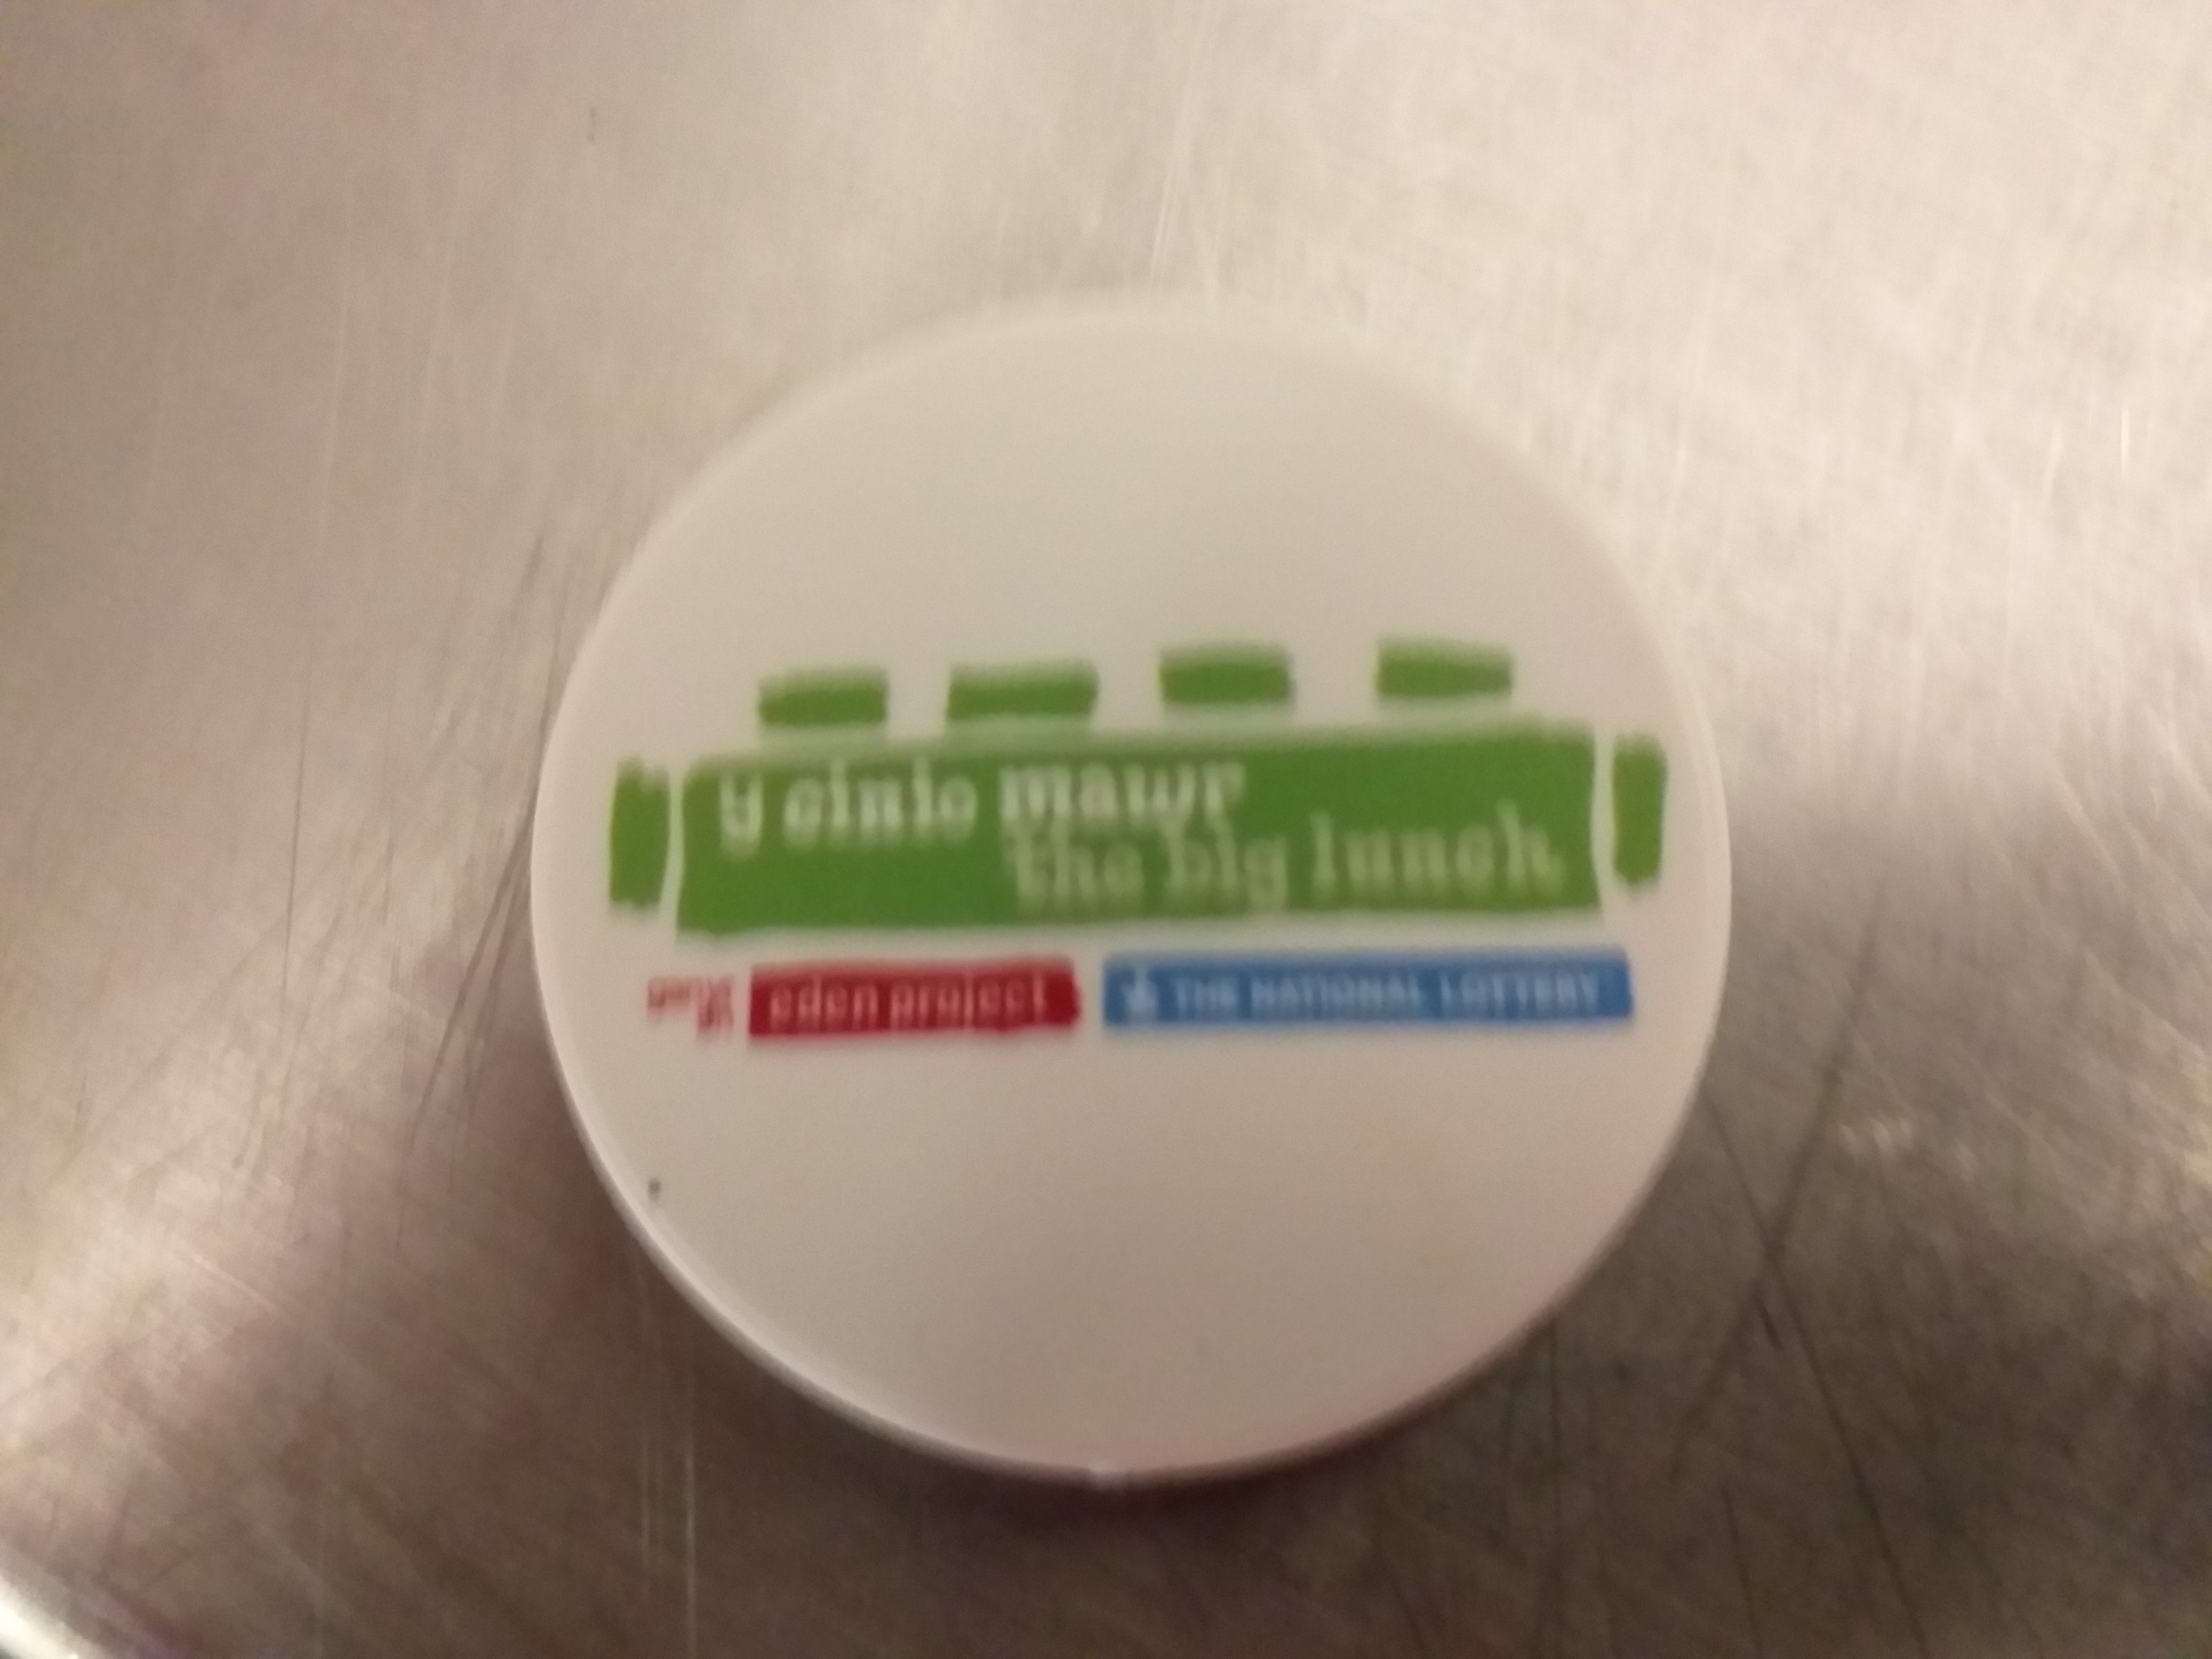 y cinio mawr
the big lunch
eden project
THE NATIONAL LOTTERY